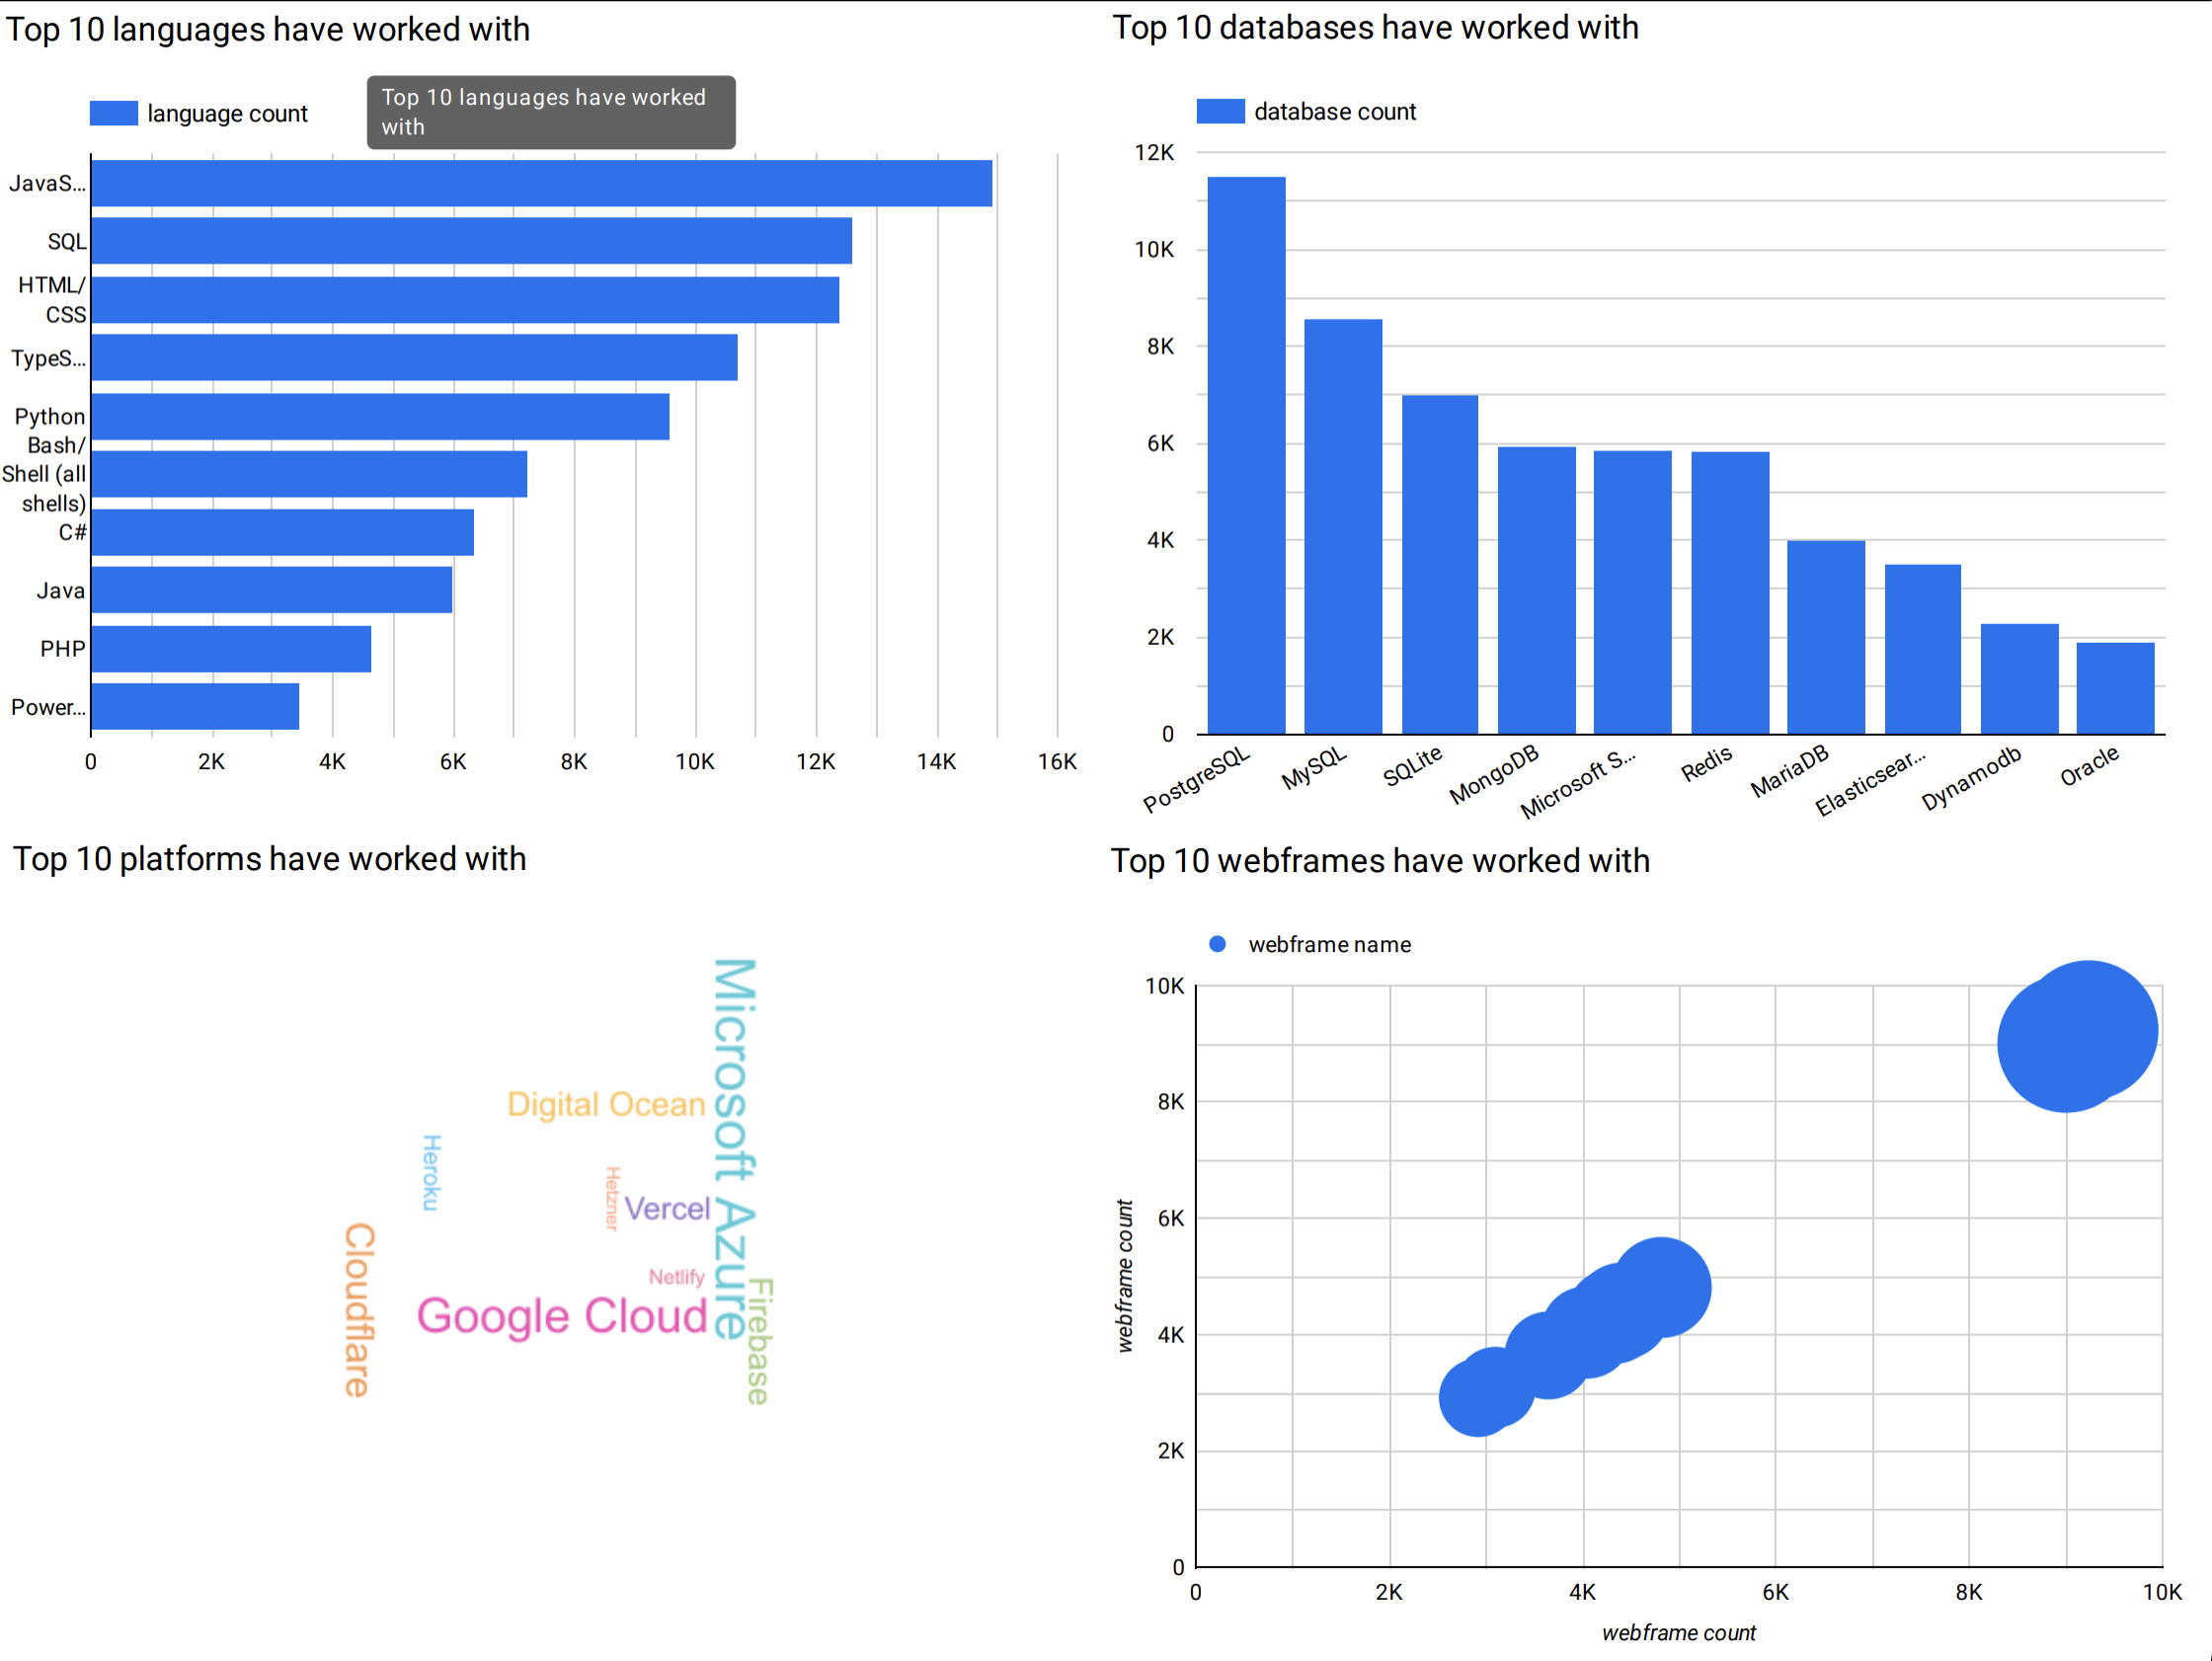 Top 10 languages have worked with
language count
Top 10 languages have worked
with
JavaS...
SQL
HTML/
CSS
TypeS...
Python
Bash/
Shell (all
shells)
C#
Java
PHP
Power...
0 2K 4K 6K 8K 10K 12K 14K 16K
Top 10 databases have worked with
database count
12K
10K
8K
6K
4K
2K
0
PostgreSQL
MySQL
SQLite
MongoDB
Microsoft S...
Redis
MariaDB
Elasticsear...
Dynamodb
Oracle
Top 10 platforms have worked with
Microsoft Azure
Digital Ocean
Heroku
Hetzner
Vercel
Cloudflare
Netlify
Firebase
Google Cloud
Top 10 webframes have worked with
webframe name
webframe count
10K
8K
6K
4K
2K
0
0 2K 4K 6K 8K 10K
webframe count